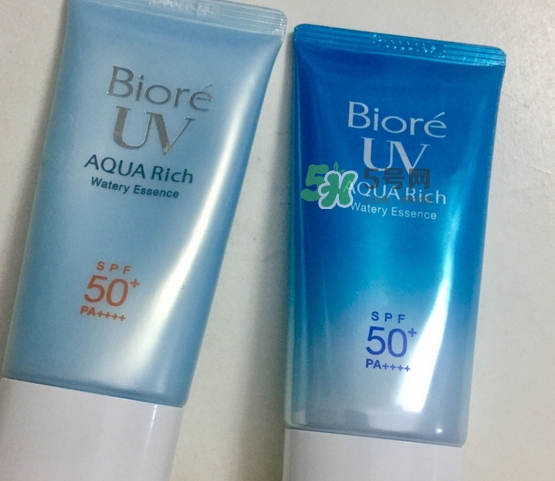 Bioré
UV
AQUA Rich
Watery Essence
SPF
50+
PA++++
Bioré
UV
AQUA Rich
Watery Essence
SPF
50+
PA++++
5号网